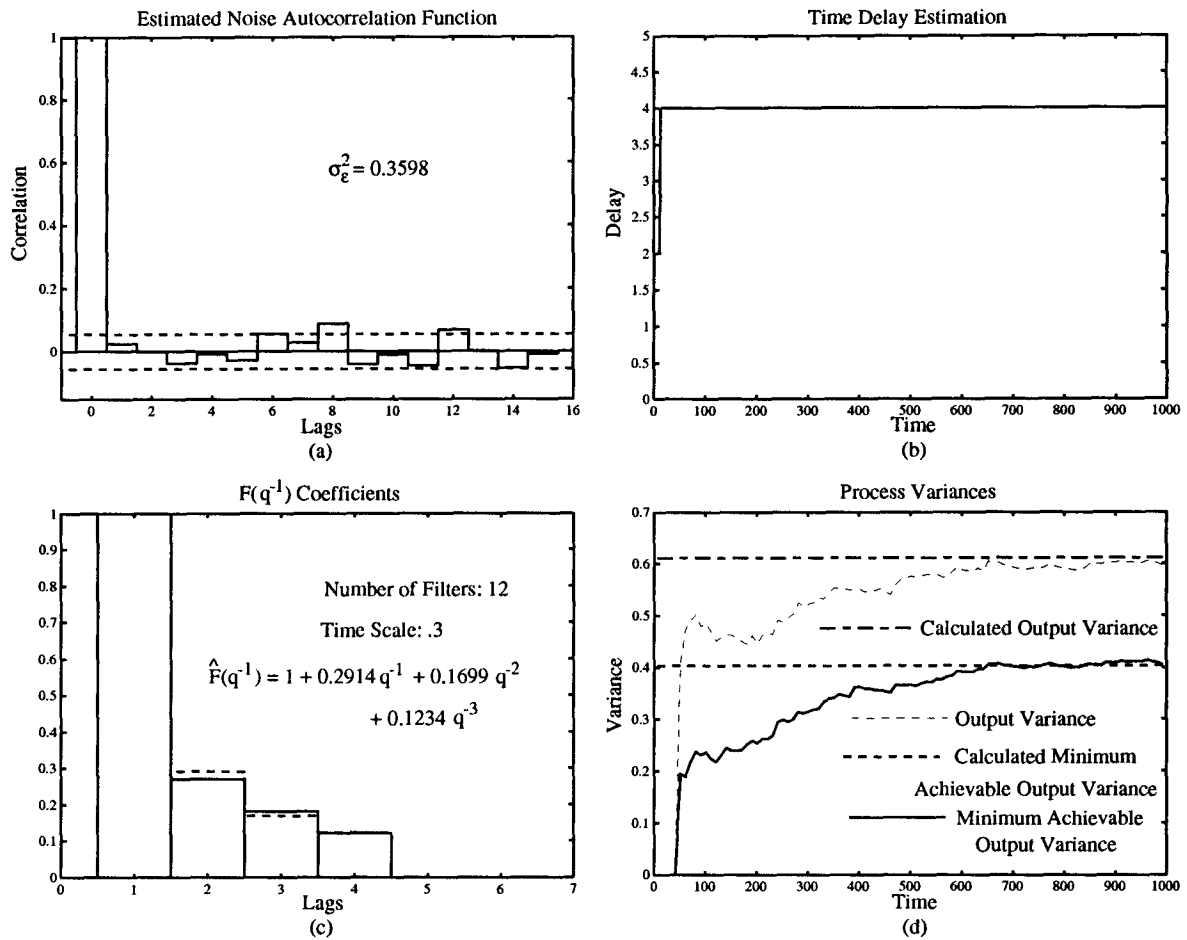 Estimated Noise Autocorrelation Function
1
0.8
0.6
0.4
0.2
0
Correlation
σ²ε = 0.3598
0 2 4 6 8 10 12 14 16
Lags
(a)
Time Delay Estimation
5
4.5
4
3.5
3
2.5
2
1.5
1
0.5
0
Delay
0 100 200 300 400 500 600 700 800 900 1000
Time
(b)
F(q⁻¹) Coefficients
1
0.9
0.8
0.7
0.6
0.5
0.4
0.3
0.2
0.1
0
Number of Filters: 12
Time Scale: .3
F̂(q⁻¹) = 1 + 0.2914 q⁻¹ + 0.1699 q⁻²
+ 0.1234 q⁻³
0 1 2 3 4 5 6 7
Lags
(c)
Process Variances
0.7
0.6
0.5
0.4
0.3
0.2
0.1
0
Variance
Calculated Output Variance
Output Variance
Calculated Minimum
Achievable Output Variance
Minimum Achievable
Output Variance
0 100 200 300 400 500 600 700 800 900 1000
Time
(d)